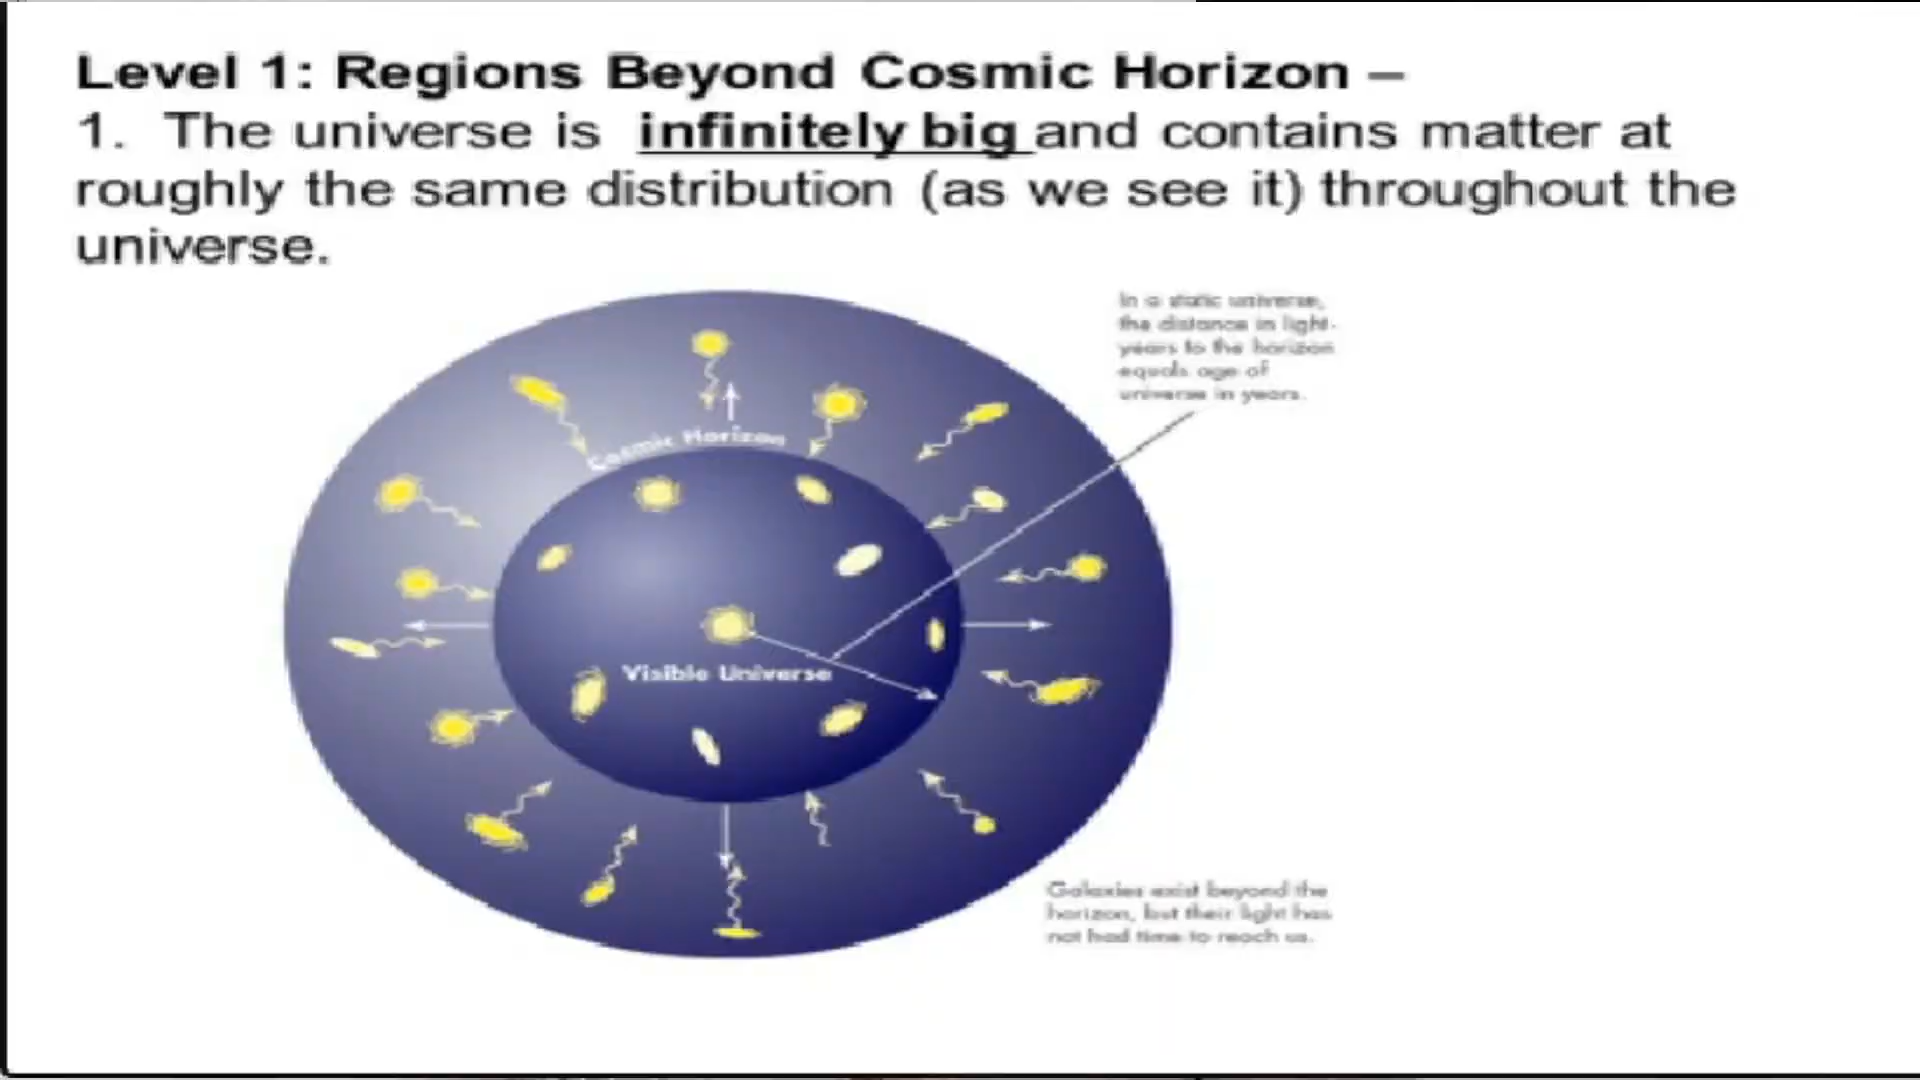 Level 1: Regions Beyond Cosmic Horizon –
1. The universe is infinitely big and contains matter at
roughly the same distribution (as we see it) throughout the
universe.
In a static universe,
the distance in light-
years to the horizon
equals age of
universe in years.
Cosmic Horizon
Visible Universe
Galaxies exist beyond the
horizon, but their light has
not had time to reach us.